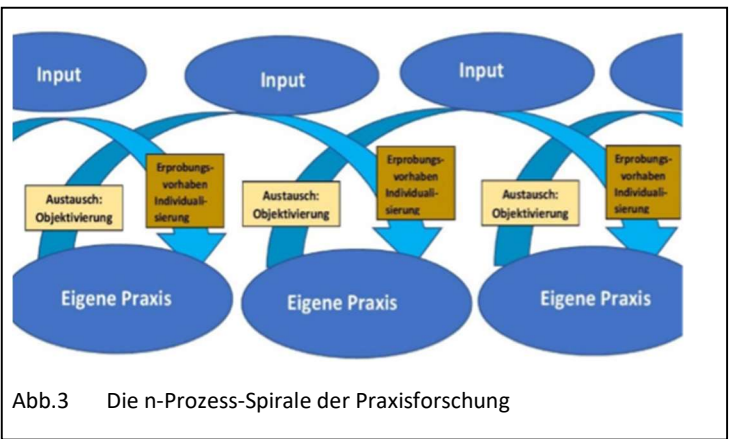 Input
Input
Input
Erprobungs-
vorhaben
Individuali-
sierung
Erprobungs-
vorhaben
Individuali-
sierung
Erprobungs-
vorhaben
Individuali-
sierung
Austausch:
Objektivierung
Austausch:
Objektivierung
Austausch:
Objektivierung
Eigene Praxis
Eigene Praxis
Eigene Praxis
Abb.3 Die n-Prozess-Spirale der Praxisforschung